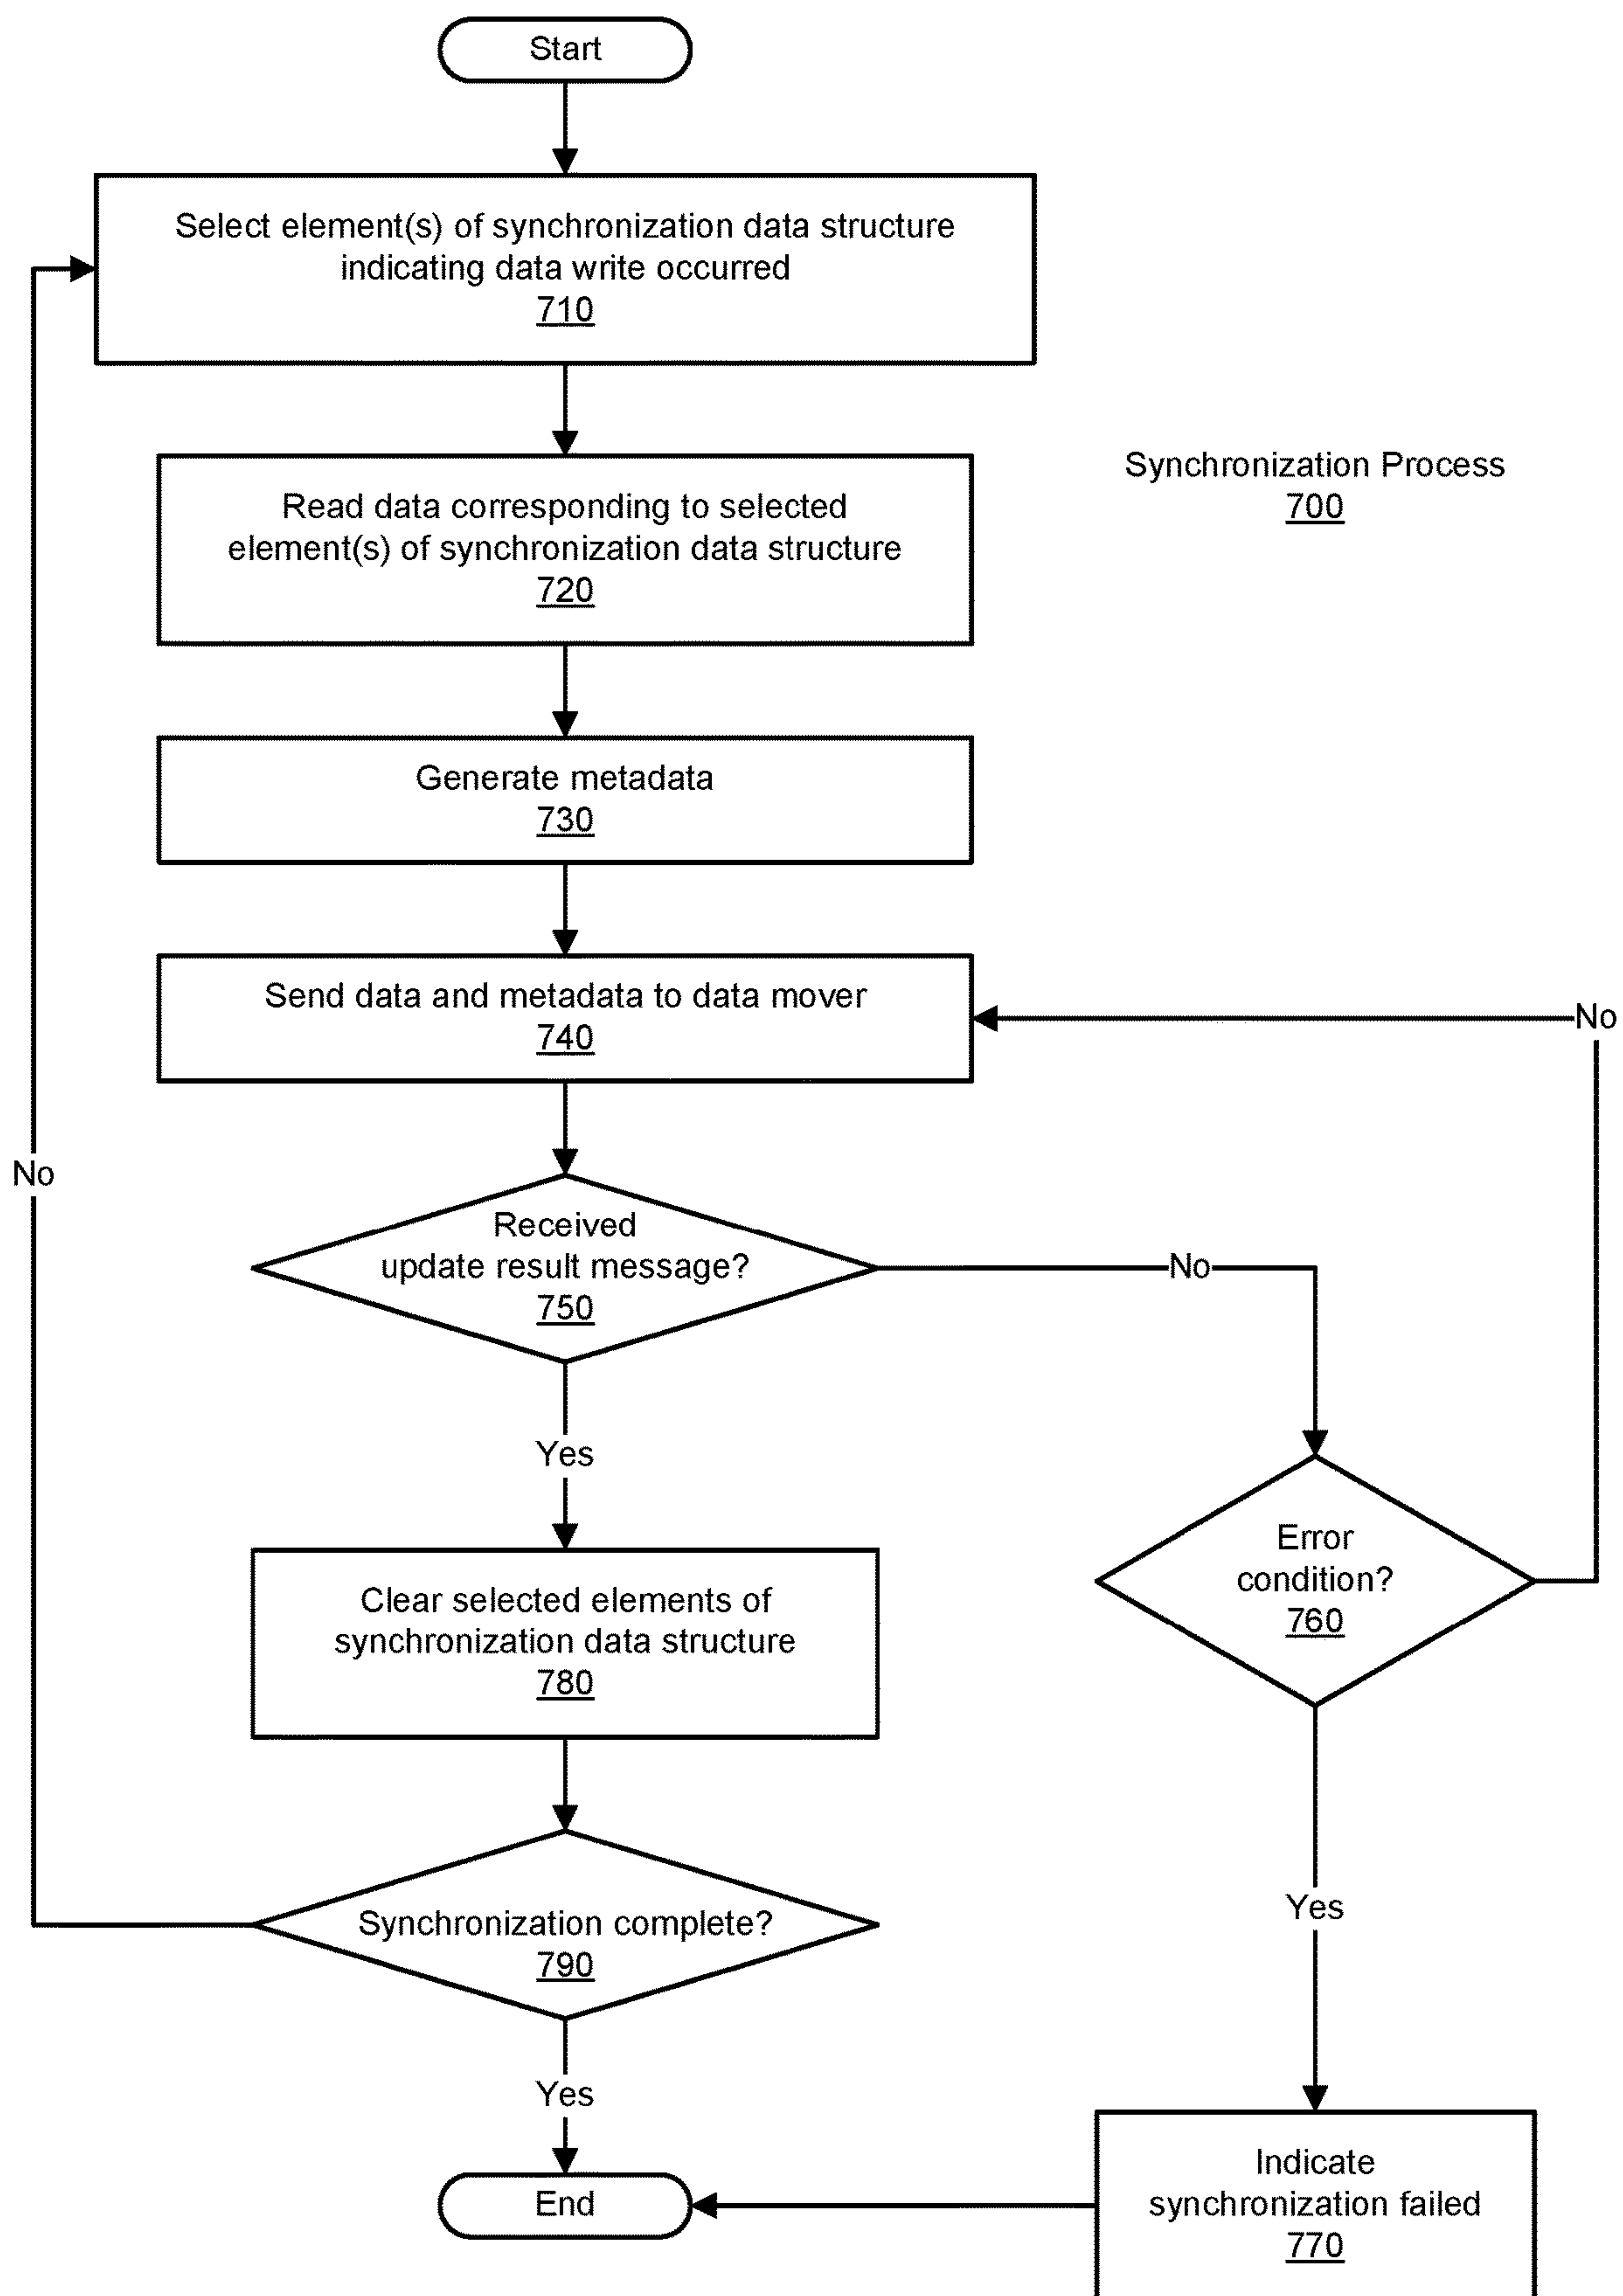 Start
Select element(s) of synchronization data structure
indicating data write occurred
710
Read data corresponding to selected
element(s) of synchronization data structure
720
Synchronization Process
700
Generate metadata
730
Send data and metadata to data mover
740
No
No
Received
update result message?
750
No
Yes
Error
condition?
760
Clear selected elements of
synchronization data structure
780
Yes
Synchronization complete?
790
Yes
End
Indicate
synchronization failed
770